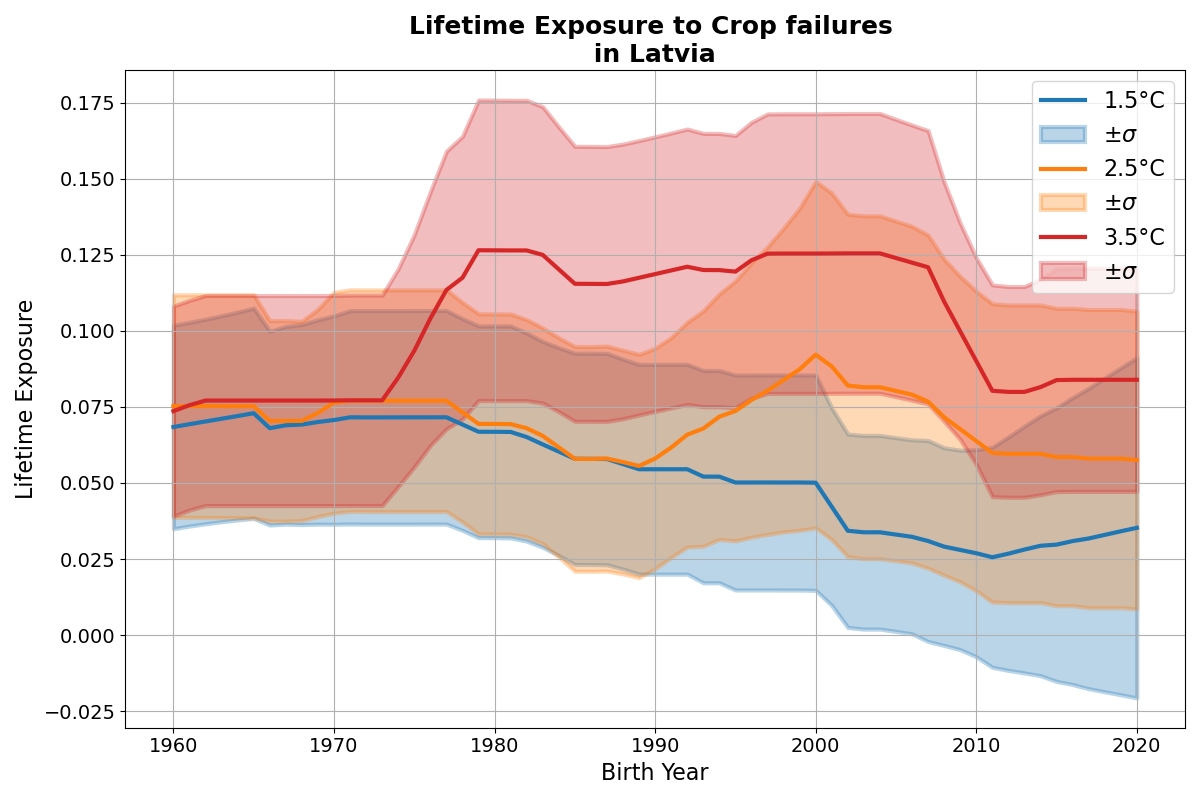 Lifetime Exposure to Crop failures
in Latvia
Lifetime Exposure
0.175
0.150
0.125
0.100
0.075
0.050
0.025
0.000
−0.025
1960
1970
1980
1990
2000
2010
2020
Birth Year
1.5°C
±σ
2.5°C
±σ
3.5°C
±σ